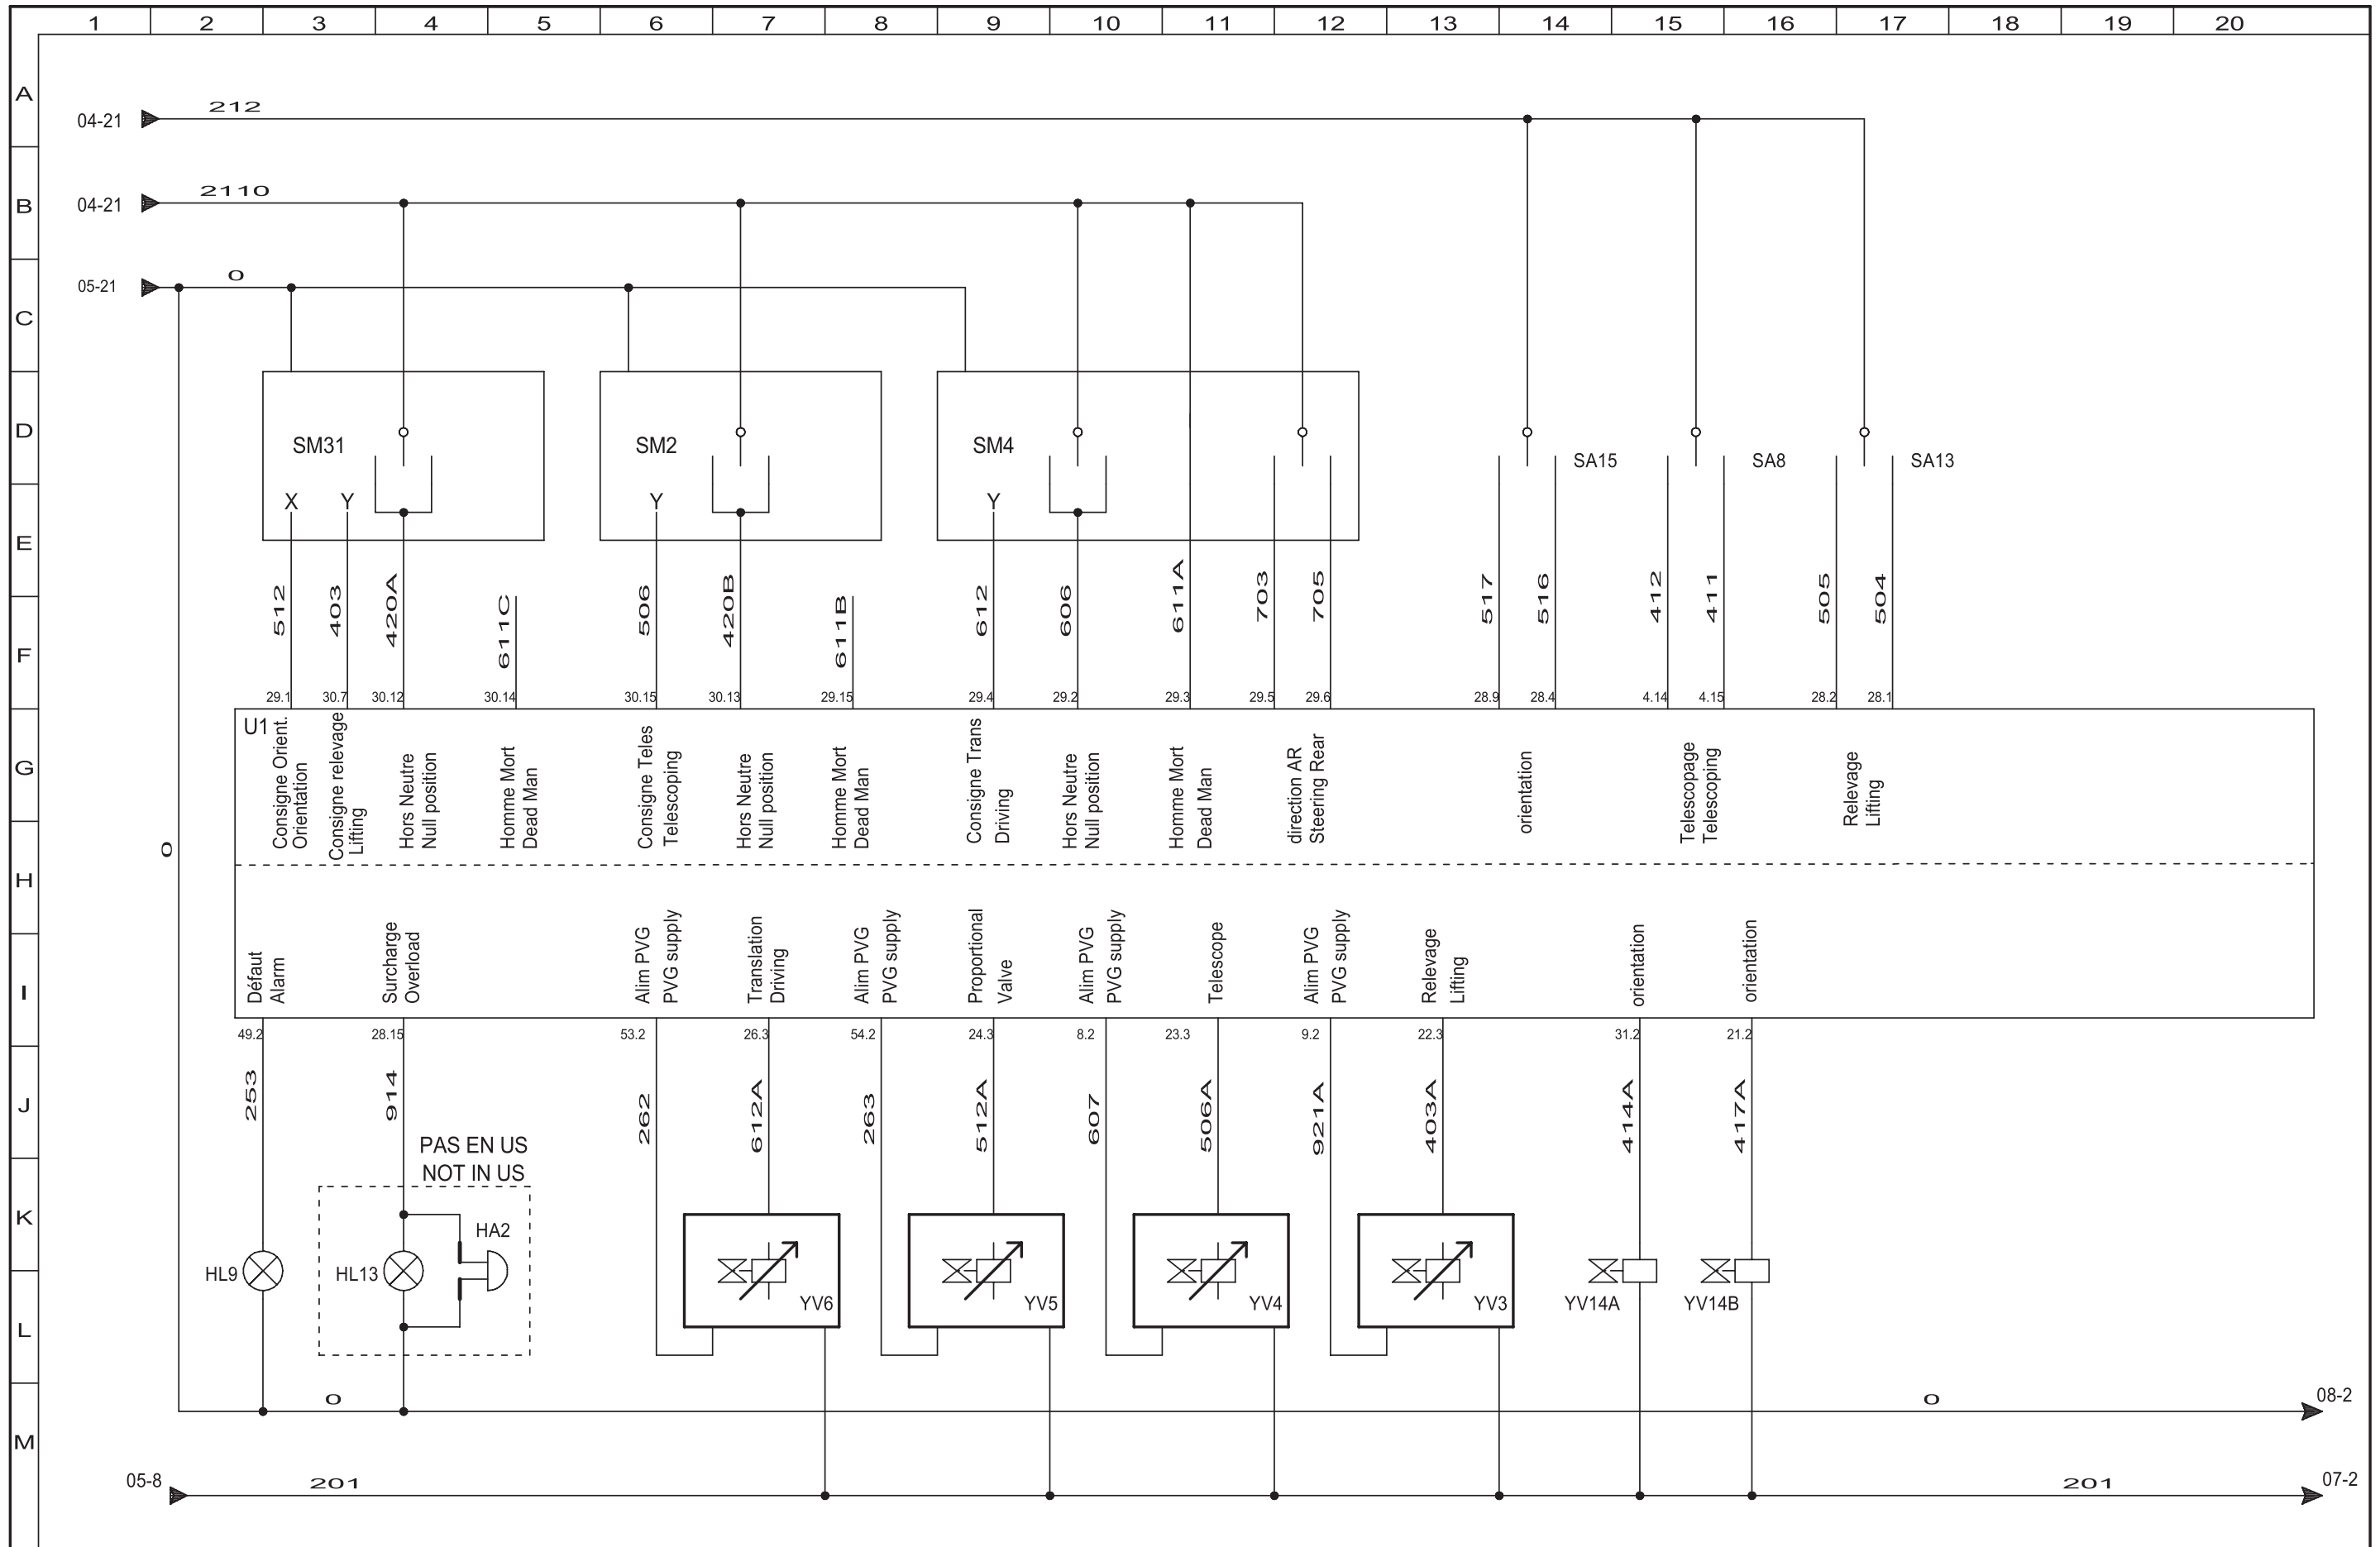 1 2 3 4 5 6 7 8 9 10 11 12 13 14 15 16 17 18 19 20
A
B
C
D
E
F
G
H
I
J
K
L
M
04-21 212
04-21 2110
05-21 0
SM31
SM2
SM4
SA15
SA8
SA13
X Y Y Y
512
403
420A
611C
506
420B
611B
612
606
611A
703
705
517
516
412
411
505
504
29.1 30.7 30.12 30.14 30.15 30.13 29.15 29.4 29.2 29.3 29.5 29.6 28.9 28.4 4.14 4.15 28.2 28.1
U1
Consigne Orient.
Orientation
Consigne relevage
Lifting
Hors Neutre
Null position
Homme Mort
Dead Man
Consigne Teles
Telescoping
Hors Neutre
Null position
Homme Mort
Dead Man
Consigne Trans
Driving
Hors Neutre
Null position
Homme Mort
Dead Man
direction AR
Steering Rear
orientation
Telescopage
Telescoping
Relevage
Lifting
0
Défaut
Alarm
Surcharge
Overload
Alim PVG
PVG supply
Translation
Driving
Alim PVG
PVG supply
Proportional
Valve
Alim PVG
PVG supply
Telescope
Alim PVG
PVG supply
Relevage
Lifting
orientation
orientation
49.2 28.15 53.2 26.3 54.2 24.3 8.2 23.3 9.2 22.3 31.2 21.2
253
914
262
612A
263
512A
607
506A
921A
403A
414A
417A
PAS EN US
NOT IN US
HA2
HL9
HL13
YV6
YV5
YV4
YV3
YV14A
YV14B
0 0 08-2
05-8 201 201 07-2